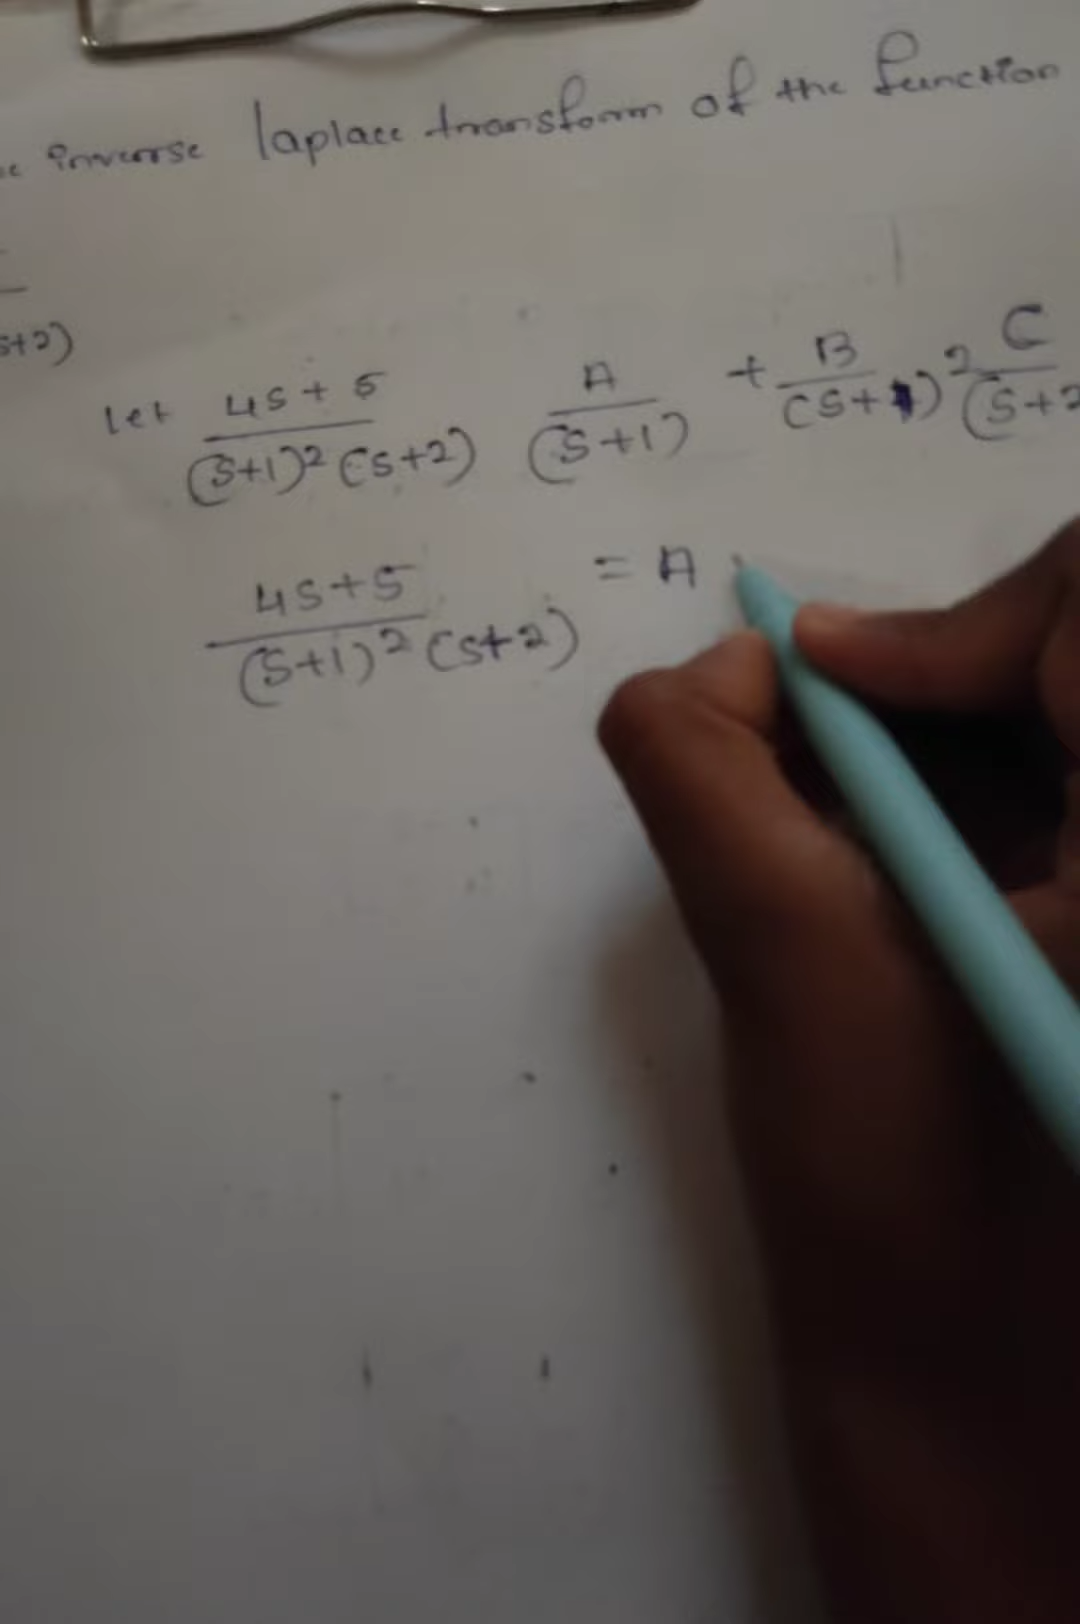 inverse laplace transform of the function
s+2)
let 4s+5 / (s+1)² (s+2) A / (s+1) + B / (s+1)² C / (s+2
4s+5 / (s+1)² (s+2) = A